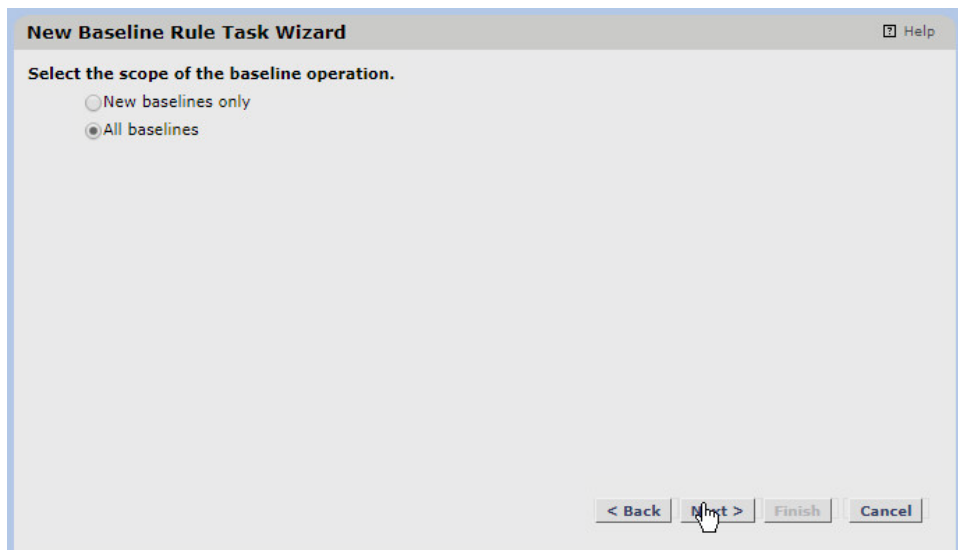 New Baseline Rule Task Wizard
? Help
Select the scope of the baseline operation.
New baselines only
All baselines
< Back Next > Finish Cancel